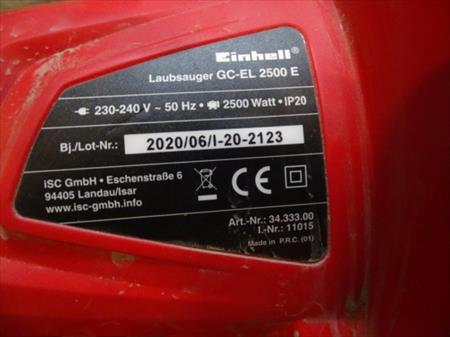 Einhell®
Laubsauger GC-EL 2500 E
230-240 V ~ 50 Hz • 2500 Watt • IP20
Bj./Lot-Nr.: 2020/06/I-20-2123
iSC GmbH • Eschenstraße 6
94405 Landau/Isar
www.isc-gmbh.info
CE
Art.-Nr.: 34.333.00
I.-Nr.: 11015
Made in P.R.C. (01)